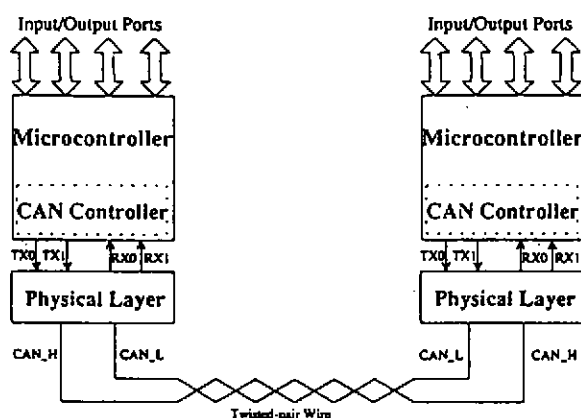 Input/Output Ports
Input/Output Ports
Microcontroller
Microcontroller
CAN Controller
CAN Controller
TX0 TX1 RX0 RX1
TX0 TX1 RX0 RX1
Physical Layer
Physical Layer
CAN_H CAN_L
CAN_L CAN_H
Twisted-pair Wire